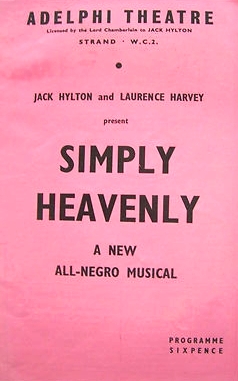 ADELPHI THEATRE
Licensed by the Lord Chamberlain to JACK HYLTON
STRAND · W.C.2.
JACK HYLTON and LAURENCE HARVEY
present
SIMPLY
HEAVENLY
A NEW
ALL-NEGRO MUSICAL
PROGRAMME
SIXPENCE